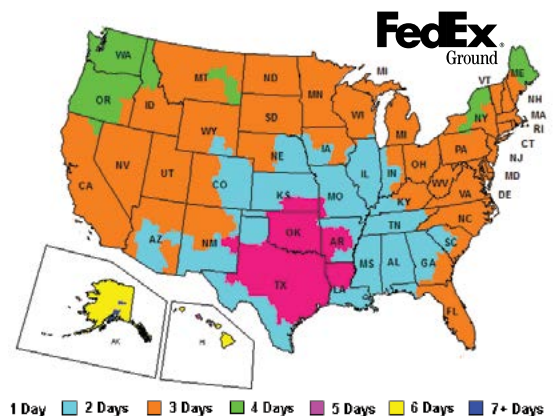 FedEx®
Ground
WA
OR
CA
NV
ID
MT
WY
UT
AZ
NM
CO
ND
SD
NE
KS
OK
TX
MN
IA
MO
AR
LA
WI
IL
MI
MI
IN
OH
KY
TN
MS
AL
GA
FL
SC
NC
VA
WV
PA
NY
VT
ME
NH
MA
RI
CT
NJ
MD
DE
AK
HI
1 Day 2 Days 3 Days 4 Days 5 Days 6 Days 7+ Days